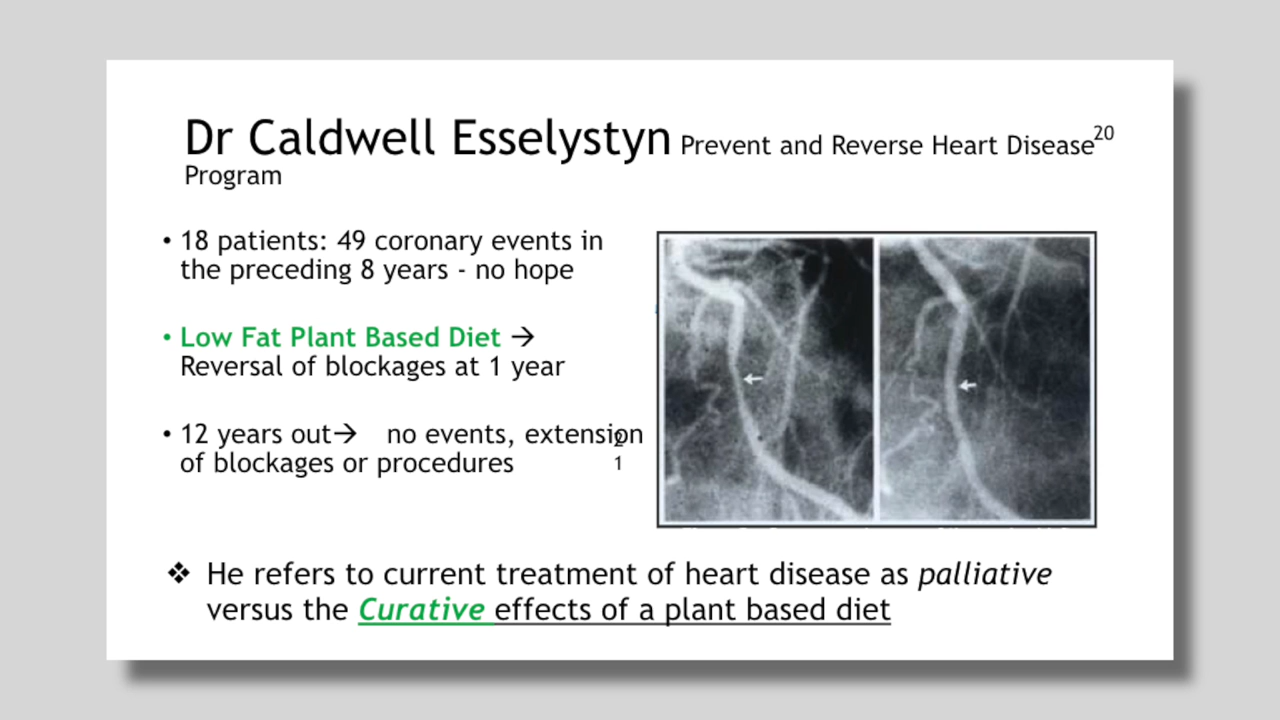 Dr Caldwell Esselystyn Prevent and Reverse Heart Disease20
Program
• 18 patients: 49 coronary events in
the preceding 8 years - no hope
• Low Fat Plant Based Diet →
Reversal of blockages at 1 year
• 12 years out→ no events, extension
of blockages or procedures
2
1
❖ He refers to current treatment of heart disease as palliative
versus the Curative effects of a plant based diet